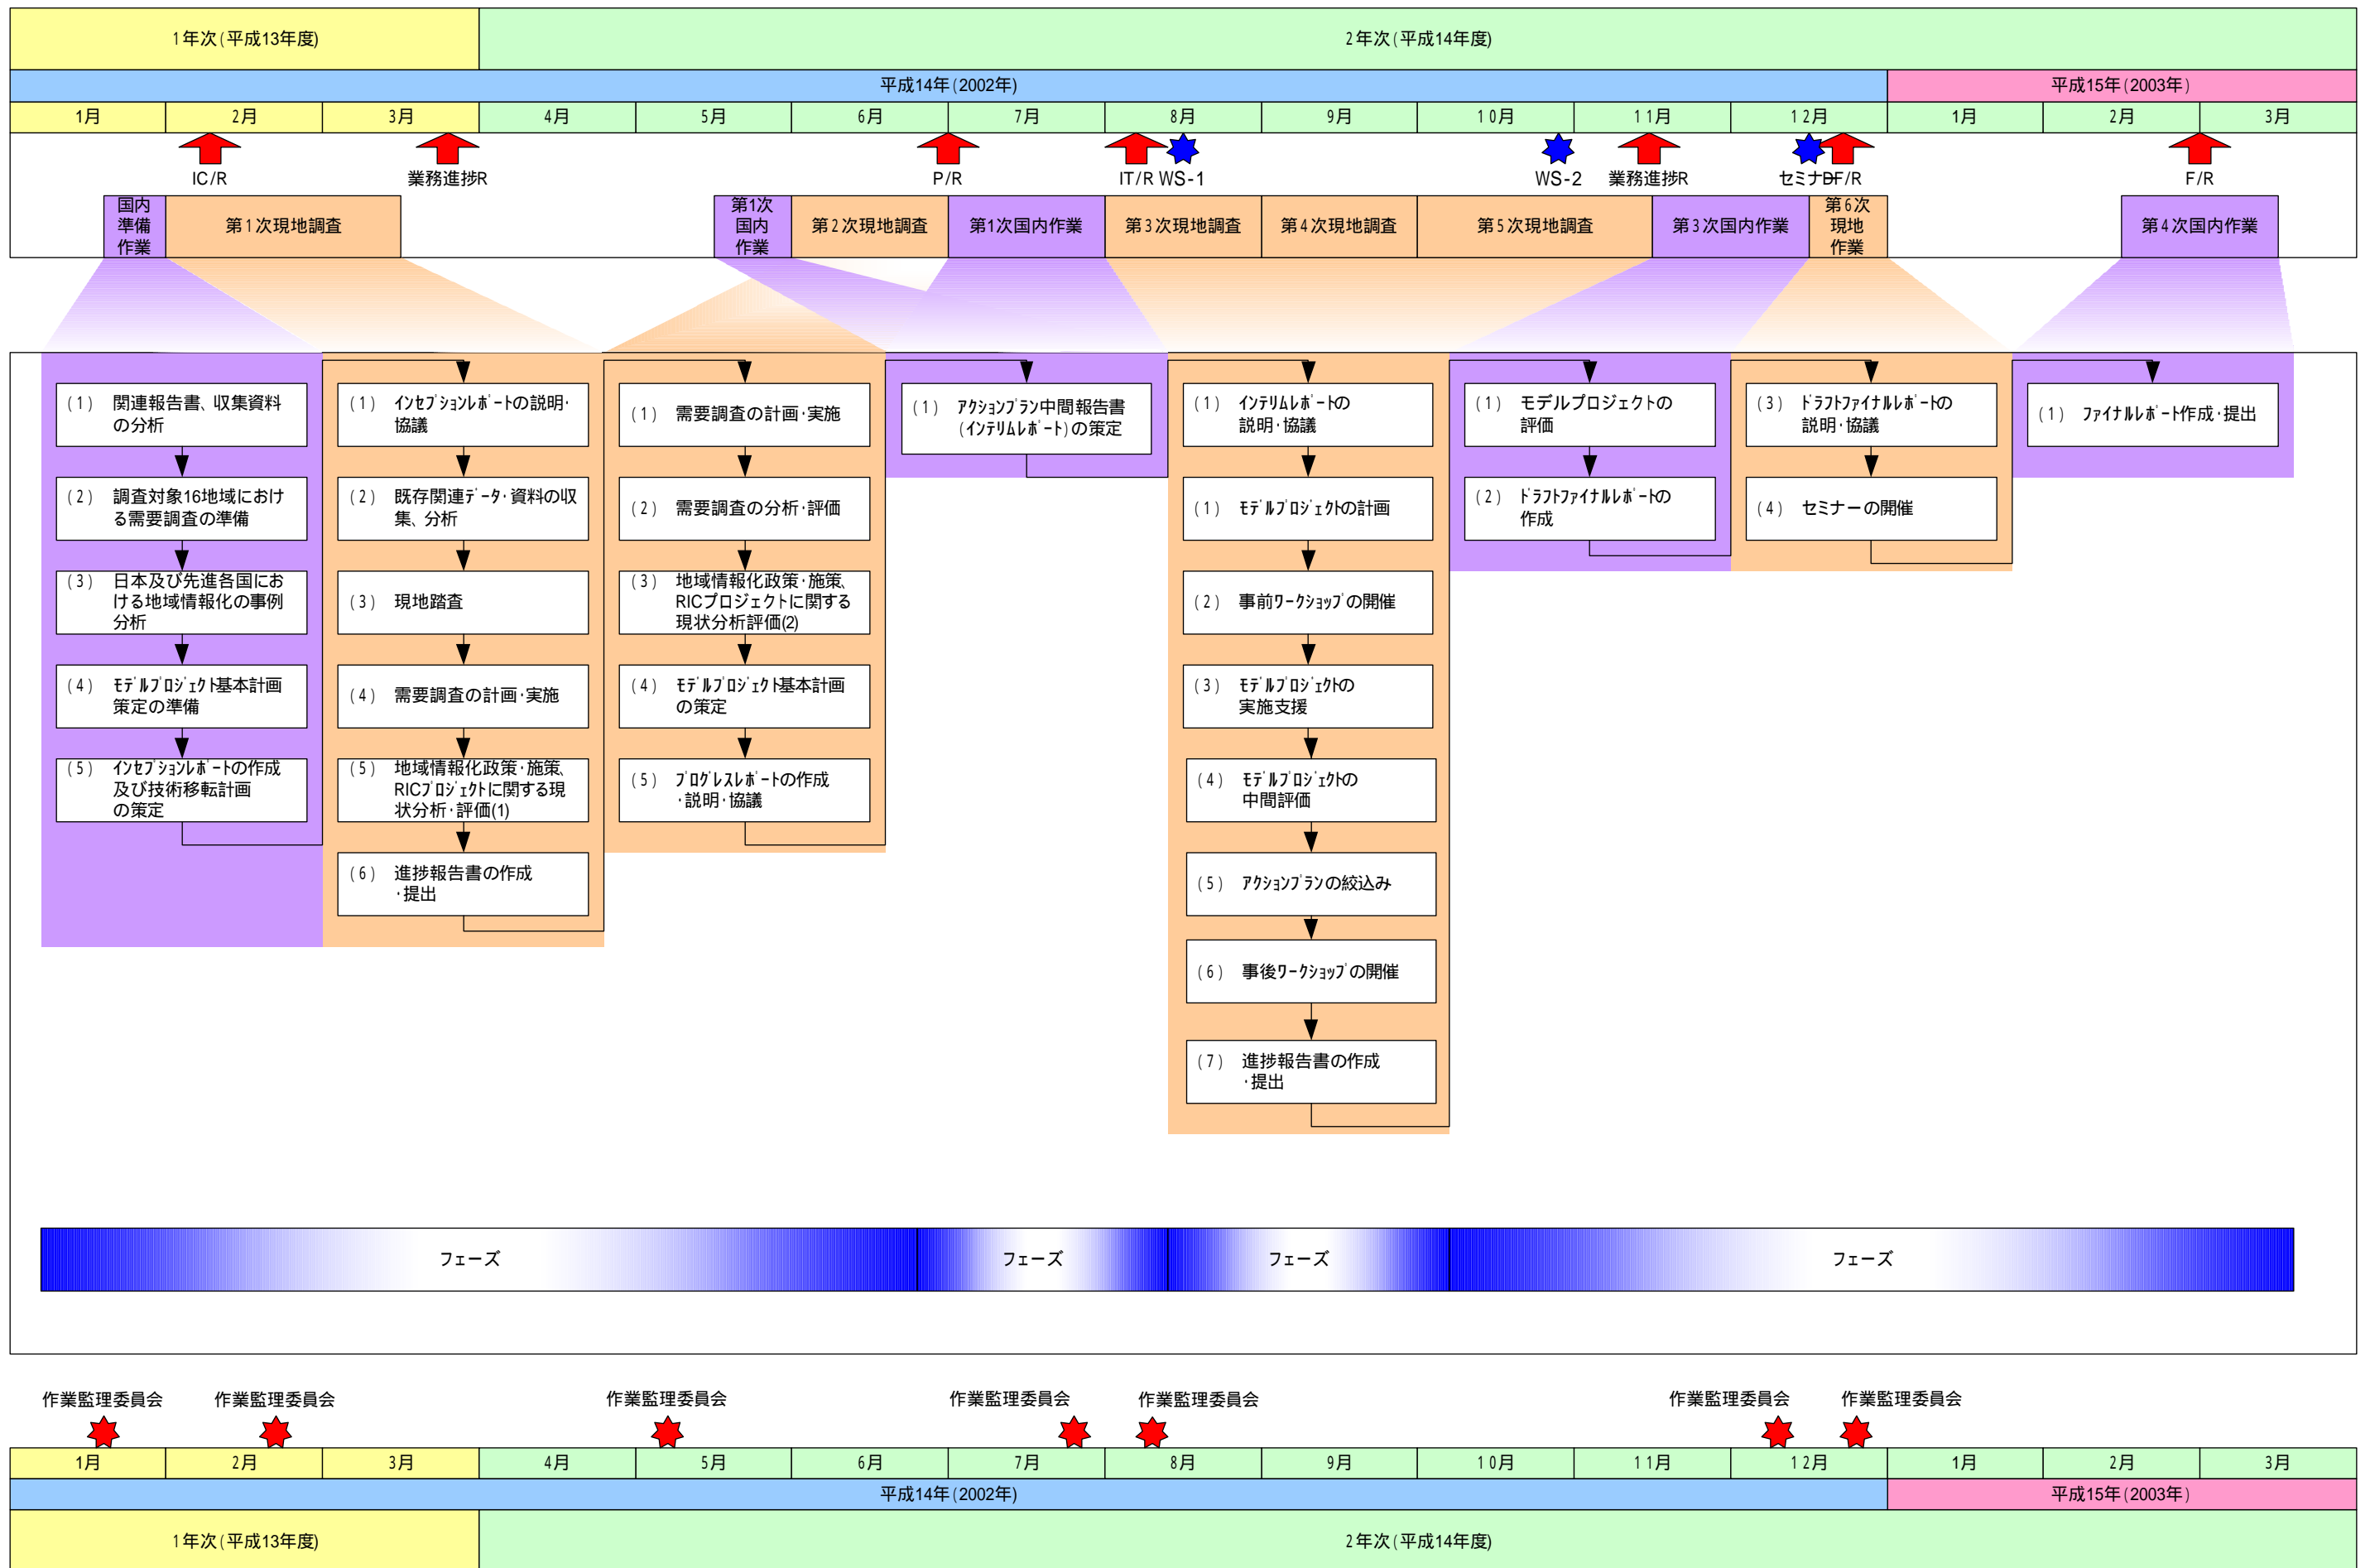 1年次(平成13年度)
2年次(平成14年度)
平成14年(2002年)
平成15年(2003年)
1月
2月
3月
4月
5月
6月
7月
8月
9月
10月
11月
12月
1月
2月
3月
IC/R
業務進捗R
P/R
IT/R
WS-1
WS-2
業務進捗R
セミナー
DF/R
F/R
国内
準備
作業
第1次現地調査
第1次
国内
作業
第2次現地調査
第1次国内作業
第3次現地調査
第4次現地調査
第5次現地調査
第3次国内作業
第6次
現地
作業
第4次国内作業
(1) 関連報告書、収集資料
の分析
(2) 調査対象16地域におけ
る需要調査の準備
(3) 日本及び先進各国にお
ける地域情報化の事例
分析
(4) ﾓﾃﾞﾙﾌﾟﾛｼﾞｪｸﾄ基本計画
策定の準備
(5) ｲﾝｾﾌﾟｼｮﾝﾚﾎﾟｰﾄの作成
及び技術移転計画
の策定
(1) ｲﾝｾﾌﾟｼｮﾝﾚﾎﾟｰﾄの説明･
協議
(2) 既存関連ﾃﾞｰﾀ･資料の収
集、分析
(3) 現地踏査
(4) 需要調査の計画･実施
(5) 地域情報化政策･施策、
RICﾌﾟﾛｼﾞｪｸﾄに関する現
状分析･評価(1)
(6) 進捗報告書の作成
･提出
(1) 需要調査の計画･実施
(2) 需要調査の分析･評価
(3) 地域情報化政策･施策、
RICプロジェクトに関する
現状分析評価(2)
(4) ﾓﾃﾞﾙﾌﾟﾛｼﾞｪｸﾄ基本計画
の策定
(5) ﾌﾟﾛｸﾞﾚｽﾚﾎﾟｰﾄの作成
･説明･協議
(1) ｱｸｼｮﾝﾌﾟﾗﾝ中間報告書
(ｲﾝﾃﾘﾑﾚﾎﾟｰﾄ)の策定
(1) ｲﾝﾃﾘﾑﾚﾎﾟｰﾄの
説明･協議
(1) ﾓﾃﾞﾙﾌﾟﾛｼﾞｪｸﾄの計画
(2) 事前ﾜｰｸｼｮｯﾌﾟの開催
(3) ﾓﾃﾞﾙﾌﾟﾛｼﾞｪｸﾄの
実施支援
(4) ﾓﾃﾞﾙﾌﾟﾛｼﾞｪｸﾄの
中間評価
(5) ｱｸｼｮﾝﾌﾟﾗﾝの絞込み
(6) 事後ﾜｰｸｼｮｯﾌﾟの開催
(7) 進捗報告書の作成
･提出
(1) モデルプロジェクトの
評価
(2) ﾄﾞﾗﾌﾄﾌｧｲﾅﾙﾚﾎﾟｰﾄの
作成
(3) ﾄﾞﾗﾌﾄﾌｧｲﾅﾙﾚﾎﾟｰﾄの
説明･協議
(4) セミナーの開催
(1) ﾌｧｲﾅﾙﾚﾎﾟｰﾄ作成･提出
フェーズ
フェーズ
フェーズ
フェーズ
作業監理委員会
作業監理委員会
作業監理委員会
作業監理委員会
作業監理委員会
作業監理委員会
作業監理委員会
1月
2月
3月
4月
5月
6月
7月
8月
9月
10月
11月
12月
1月
2月
3月
平成14年(2002年)
平成15年(2003年)
1年次(平成13年度)
2年次(平成14年度)